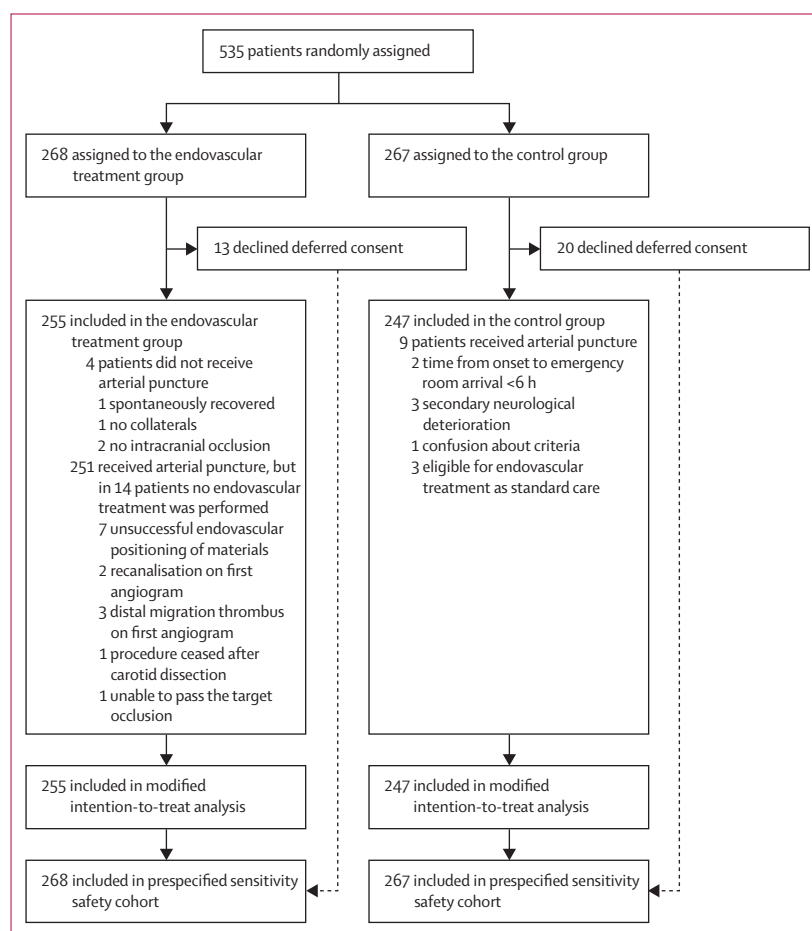 535 patients randomly assigned
268 assigned to the endovascular
treatment group
267 assigned to the control group
13 declined deferred consent
20 declined deferred consent
255 included in the endovascular
treatment group
4 patients did not receive
arterial puncture
1 spontaneously recovered
1 no collaterals
2 no intracranial occlusion
251 received arterial puncture, but
in 14 patients no endovascular
treatment was performed
7 unsuccessful endovascular
positioning of materials
2 recanalisation on first
angiogram
3 distal migration thrombus
on first angiogram
1 procedure ceased after
carotid dissection
1 unable to pass the target
occlusion
247 included in the control group
9 patients received arterial puncture
2 time from onset to emergency
room arrival <6 h
3 secondary neurological
deterioration
1 confusion about criteria
3 eligible for endovascular
treatment as standard care
255 included in modified
intention-to-treat analysis
247 included in modified
intention-to-treat analysis
268 included in prespecified sensitivity
safety cohort
267 included in prespecified sensitivity
safety cohort